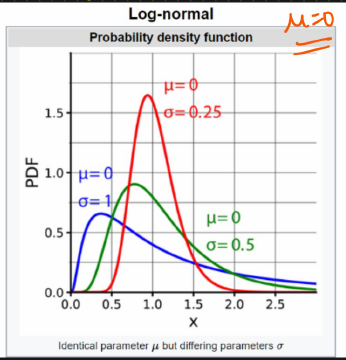 Log-normal
μ=0
Probability density function
μ=0
σ=0.25
μ=0
σ=1
μ=0
σ=0.5
PDF
1.5
1.0
0.5
0.0
0.0 0.5 1.0 1.5 2.0 2.5
x
Identical parameter μ but differing parameters σ